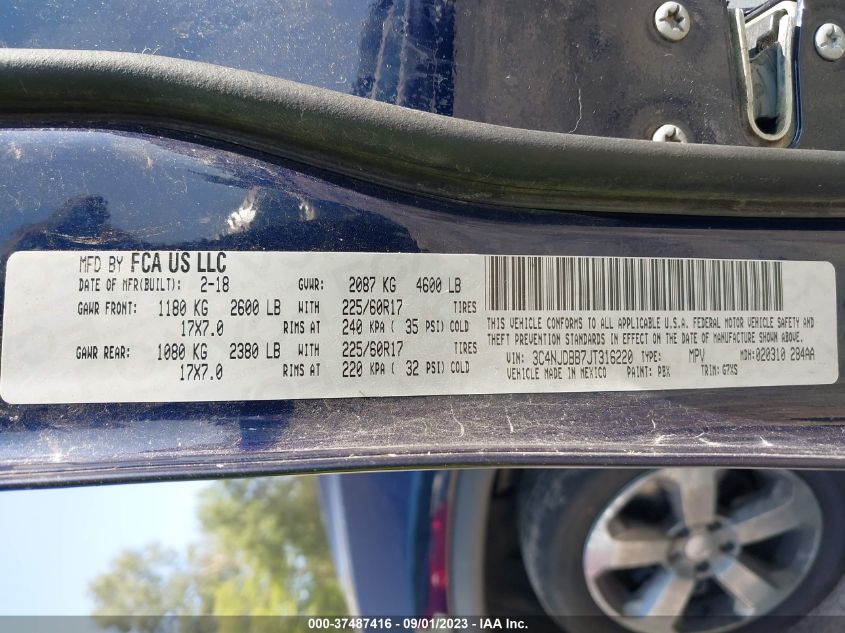 MFD BY FCA US LLC
DATE OF MFR(BUILT): 2-18 GVWR: 2087 KG 4600 LB
GAWR FRONT: 1180 KG 2600 LB WITH 225/60R17 TIRES
17X7.0 RIMS AT 240 KPA ( 35 PSI) COLD
GAWR REAR: 1080 KG 2380 LB WITH 225/60R17 TIRES
17X7.0 RIMS AT 220 KPA ( 32 PSI) COLD
THIS VEHICLE CONFORMS TO ALL APPLICABLE U.S.A. FEDERAL MOTOR VEHICLE SAFETY AND
THEFT PREVENTION STANDARDS IN EFFECT ON THE DATE OF MANUFACTURE SHOWN ABOVE.
VIN: 3C4NJDBB7JT316220 TYPE: MPV MDH:020310 284AA
VEHICLE MADE IN MEXICO PAINT: PBX TRIM: G7XS
000-37487416 - 09/01/2023 - IAA Inc.